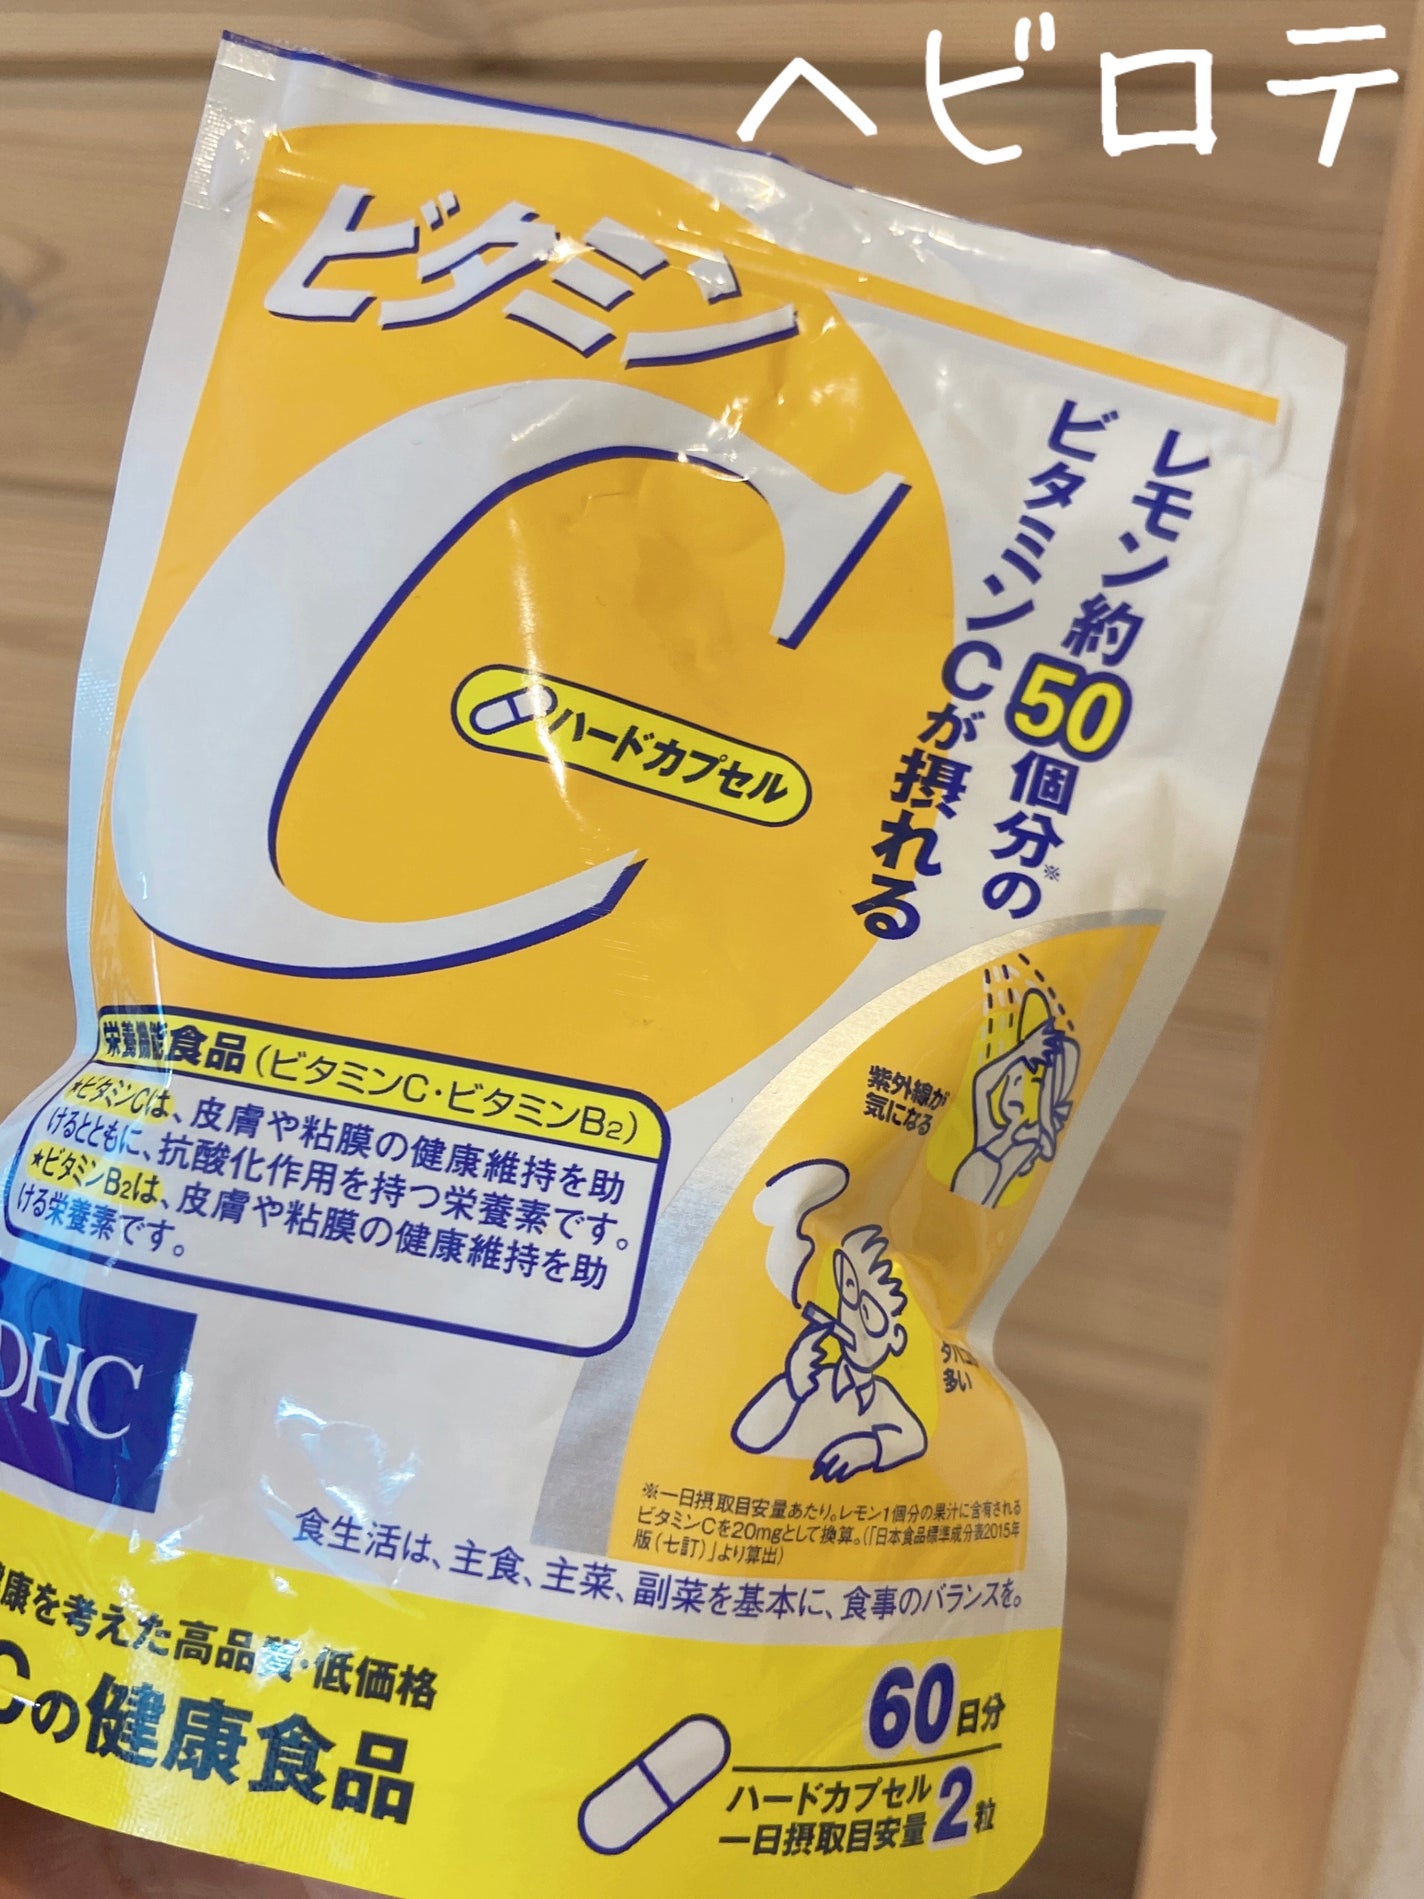 ヘビロテ
ビタミン
C
ハードカプセル
レモン約50個分の※
ビタミンCが摂れる
紫外線が
気になる
タバコが
多い
栄養機能食品(ビタミンC・ビタミンB2)
★ビタミンCは、皮膚や粘膜の健康維持を助
けるとともに、抗酸化作用を持つ栄養素です。
★ビタミンB2は、皮膚や粘膜の健康維持を助
ける栄養素です。
DHC
※一日摂取目安量あたり。レモン1個分の果汁に含有される
ビタミンCを20mgとして換算。(「日本食品標準成分表2015年
版(七訂)」より算出)
食生活は、主食、主菜、副菜を基本に、食事のバランスを。
健康を考えた高品質・低価格
Cの健康食品
60日分
ハードカプセル
一日摂取目安量2粒